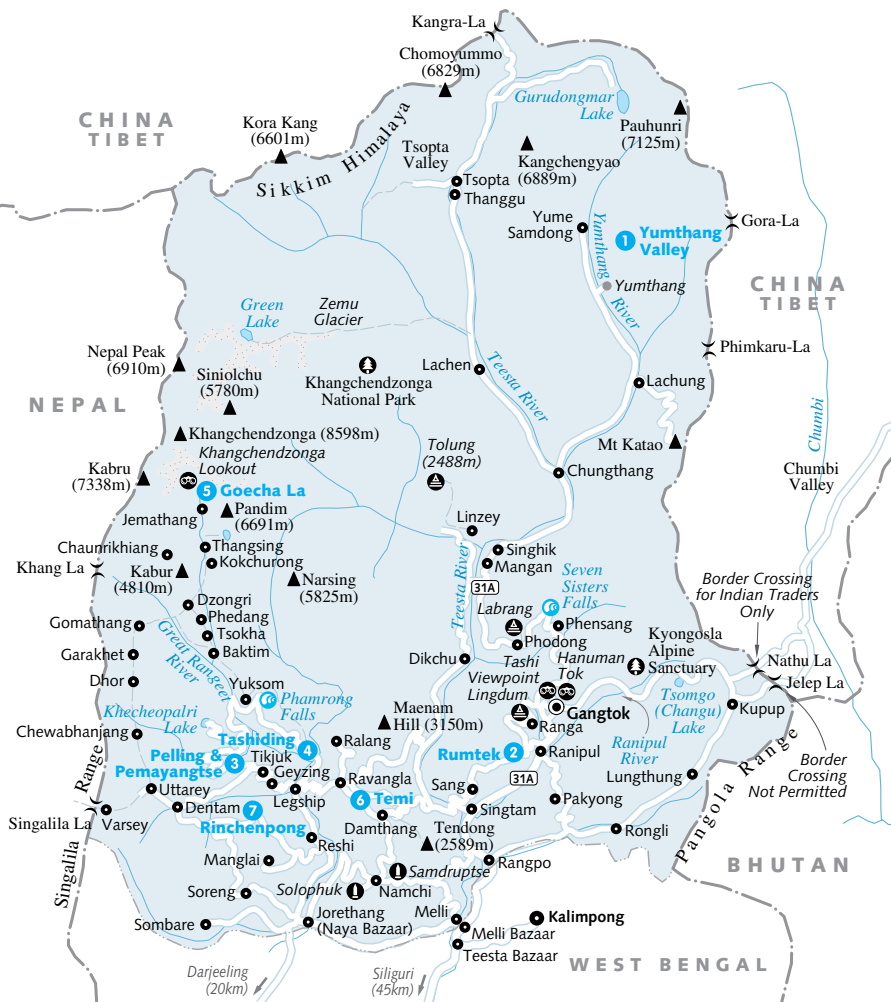 Kangra-La
Chomoyummo
(6829m)
CHINA
TIBET
Kora Kang
(6601m)
Sikkim Himalaya
Gurudongmar
Lake
Pauhunri
(7125m)
Tsopta
Valley
Kangchengyao
(6889m)
Tsopta
Thanggu
Yume
Samdong
Yumthang
River
1 Yumthang
Valley
Gora-La
Yumthang
CHINA
TIBET
Green
Lake
Zemu
Glacier
Phimkaru-La
Nepal Peak
(6910m)
Siniolchu
(5780m)
Khangchendzonga
National Park
Lachen
Teesta River
Lachung
NEPAL
Chumbi
Khangchendzonga (8598m)
Khangchendzonga
Lookout
Tolung
(2488m)
Mt Katao
Kabru
(7338m)
5 Goecha La
Chungthang
Chumbi
Valley
Jemathang
Pandim
(6691m)
Linzey
Chaunrikhiang
Thangsing
Kokchurong
Singhik
Mangan
Khang La
Kabur
(4810m)
Narsing
(5825m)
31A
Teesta River
Seven
Sisters
Falls
Border Crossing
for Indian Traders
Only
Dzongri
Labrang
Gomathang
Phedang
Phensang
Tsokha
Phodong
Kyongosla
Alpine
Sanctuary
Garakhet
Baktim
Great Rangeet
River
Dikchu
Tashi
Viewpoint
Hanuman
Tok
Nathu La
Dhor
Yuksom
Lingdum
Jelep La
Phamrong
Falls
Tsomgo
(Changu)
Lake
Khecheopalri
Lake
Maenam
Hill (3150m)
Gangtok
Kupup
Chewabhanjang
Tashiding
4
Ralang
Ranga
Ranipul
River
Pelling &
Pemayangtse
3
Tikjuk
Rumtek 2
Ranipul
Border
Crossing
Not Permitted
Geyzing
Ravangla
31A
Lungthung
Uttarey
Legship
Sang
6 Temi
Pakyong
Dentam
7
Rinchenpong
Singtam
Singalila La
Varsey
Damthang
Singalila Range
Pangola Range
Reshi
Tendong
(2589m)
Rongli
Manglai
Rangpo
BHUTAN
Samdruptse
Soreng
Solophuk
Namchi
Sombare
Jorethang
(Naya Bazaar)
Melli
Kalimpong
Melli Bazaar
Teesta Bazaar
WEST BENGAL
Darjeeling
(20km)
Siliguri
(45km)